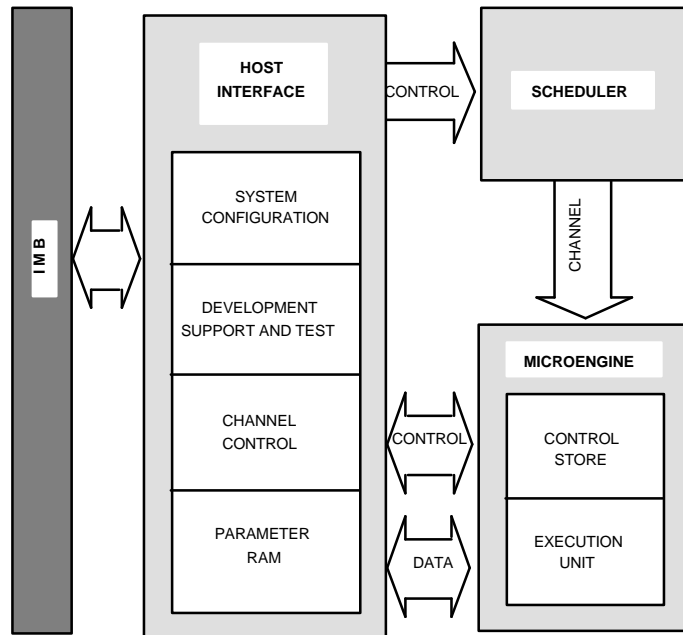 IMB
HOST
INTERFACE
SYSTEM
CONFIGURATION
DEVELOPMENT
SUPPORT AND TEST
CHANNEL
CONTROL
PARAMETER
RAM
CONTROL
SCHEDULER
CHANNEL
MICROENGINE
CONTROL
STORE
EXECUTION
UNIT
CONTROL
DATA